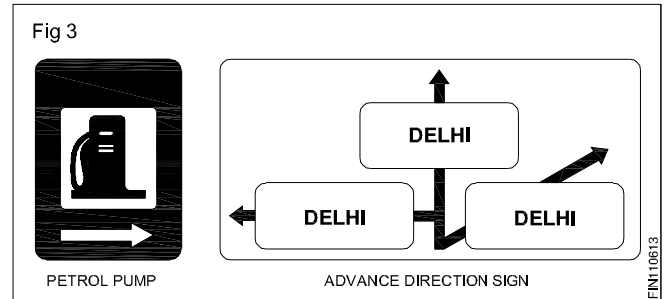 Fig 3
DELHI
DELHI
DELHI
PETROL PUMP
ADVANCE DIRECTION SIGN
FIN110613